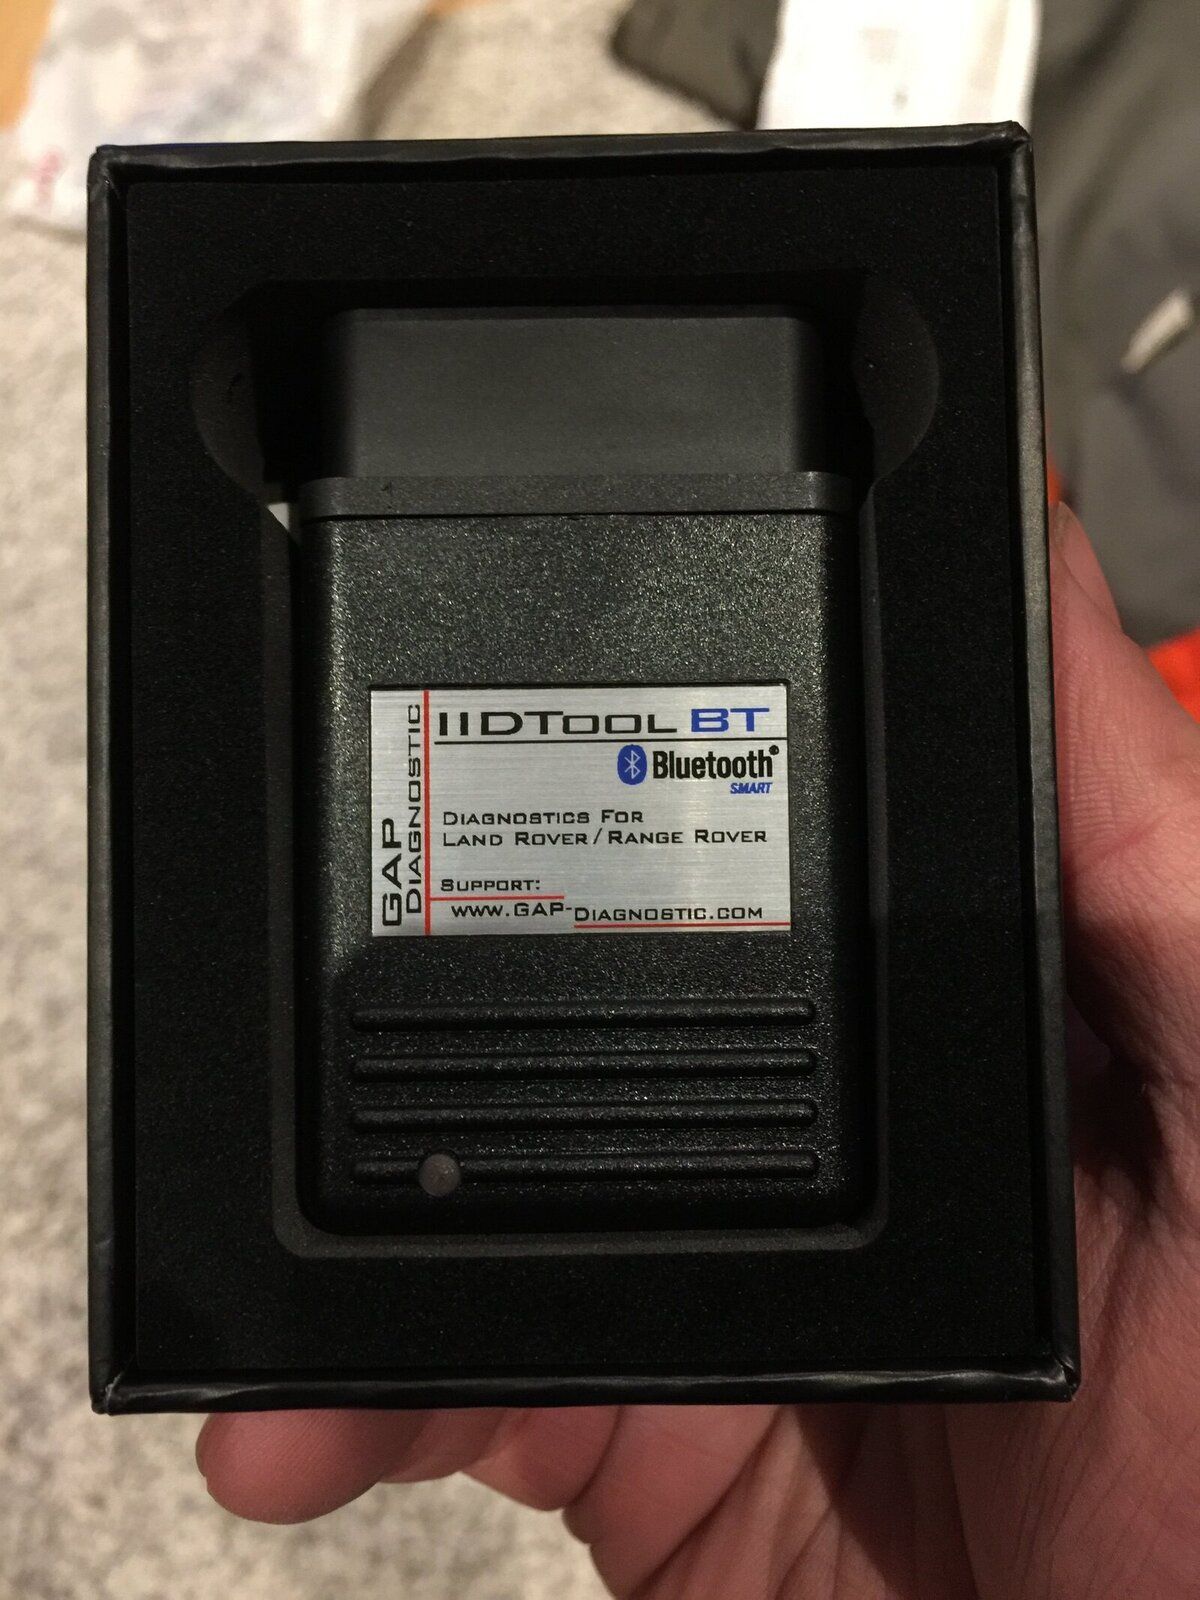 GAP
DIAGNOSTIC
IIDTOOL BT
Bluetooth®
SMART
DIAGNOSTICS FOR
LAND ROVER/RANGE ROVER
SUPPORT:
WWW.GAP-DIAGNOSTIC.COM